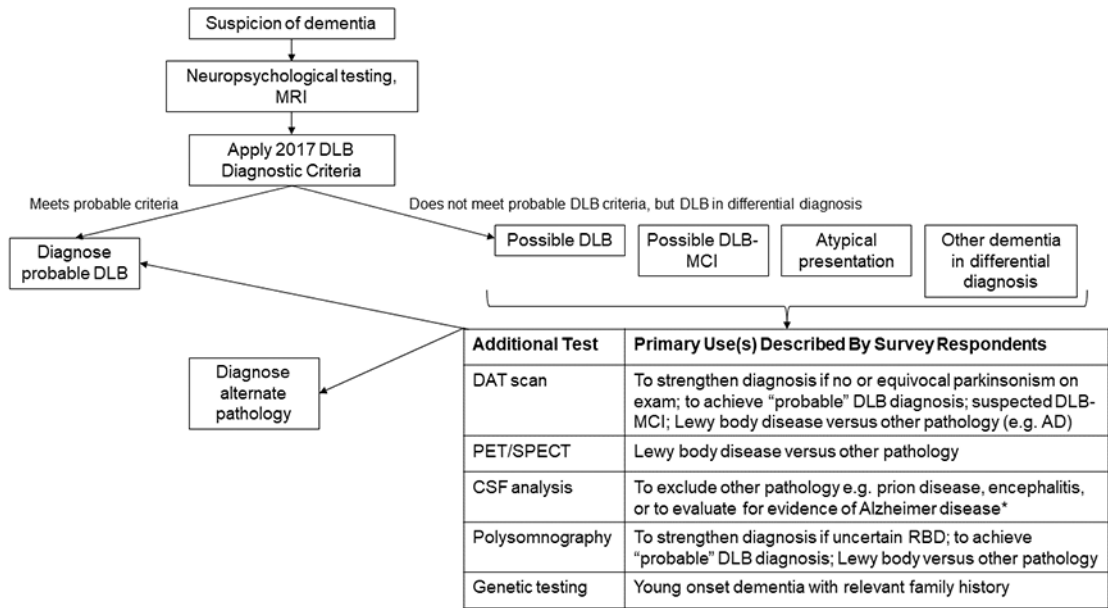 Suspicion of dementia
Neuropsychological testing,
MRI
Apply 2017 DLB
Diagnostic Criteria
Meets probable criteria
Does not meet probable DLB criteria, but DLB in differential diagnosis
Diagnose
probable DLB
Possible DLB
Possible DLB-
MCI
Atypical
presentation
Other dementia
in differential
diagnosis
Diagnose
alternate
pathology
Additional Test
Primary Use(s) Described By Survey Respondents
DAT scan
To strengthen diagnosis if no or equivocal parkinsonism on
exam; to achieve “probable” DLB diagnosis; suspected DLB-
MCI; Lewy body disease versus other pathology (e.g. AD)
PET/SPECT
Lewy body disease versus other pathology
CSF analysis
To exclude other pathology e.g. prion disease, encephalitis,
or to evaluate for evidence of Alzheimer disease*
Polysomnography
To strengthen diagnosis if uncertain RBD; to achieve
“probable” DLB diagnosis; Lewy body versus other pathology
Genetic testing
Young onset dementia with relevant family history